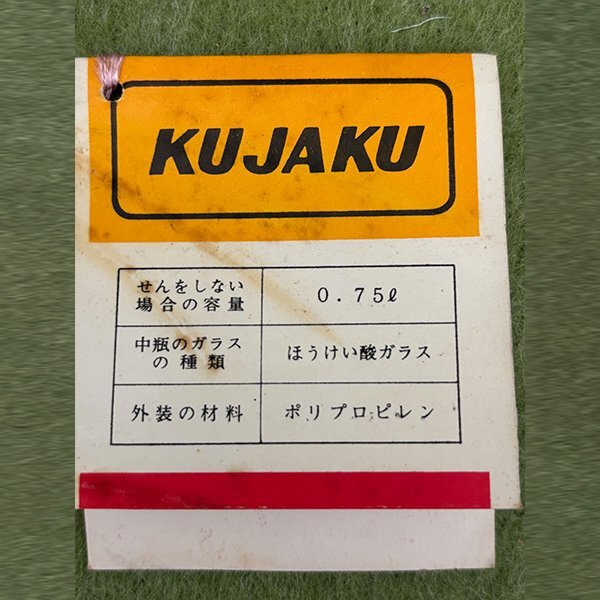 KUJAKU
せんをしない
場合の容量
0.75ℓ
中瓶のガラス
の種類
ほうけい酸ガラス
外装の材料
ポリプロピレン